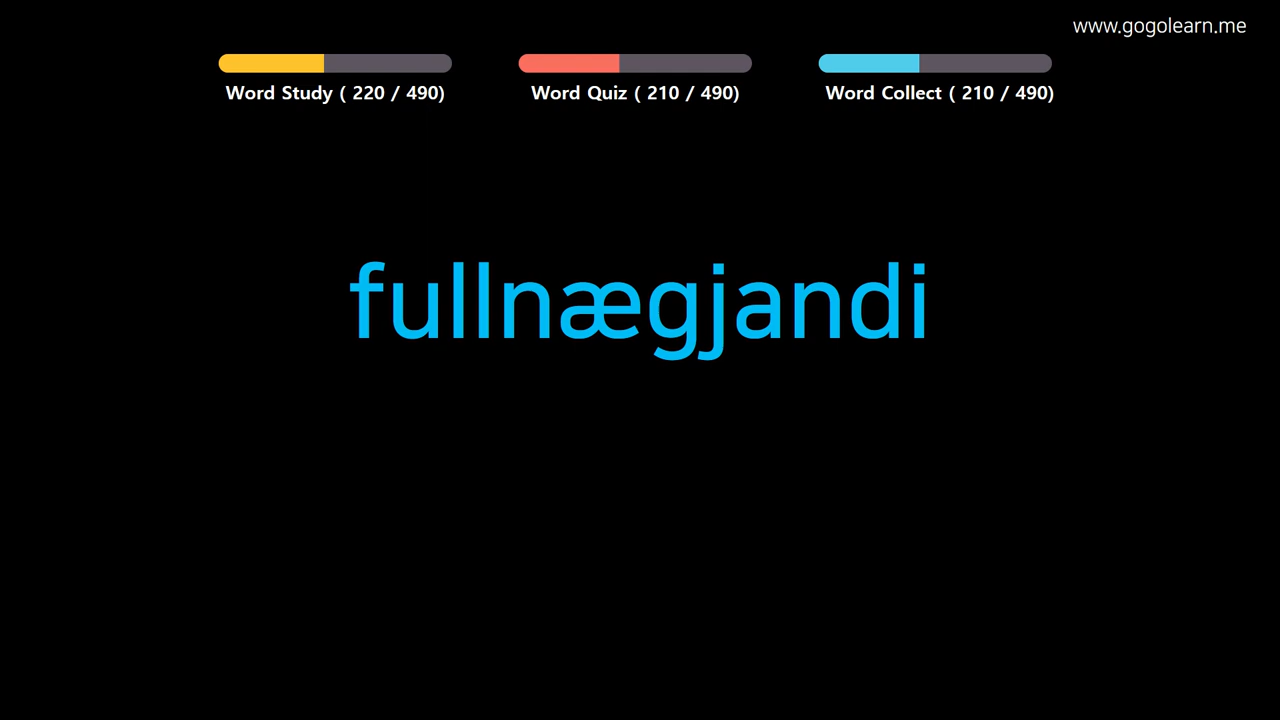 www.gogolearn.me
Word Study ( 220 / 490)
Word Quiz ( 210 / 490)
Word Collect ( 210 / 490)
fullnægjandi